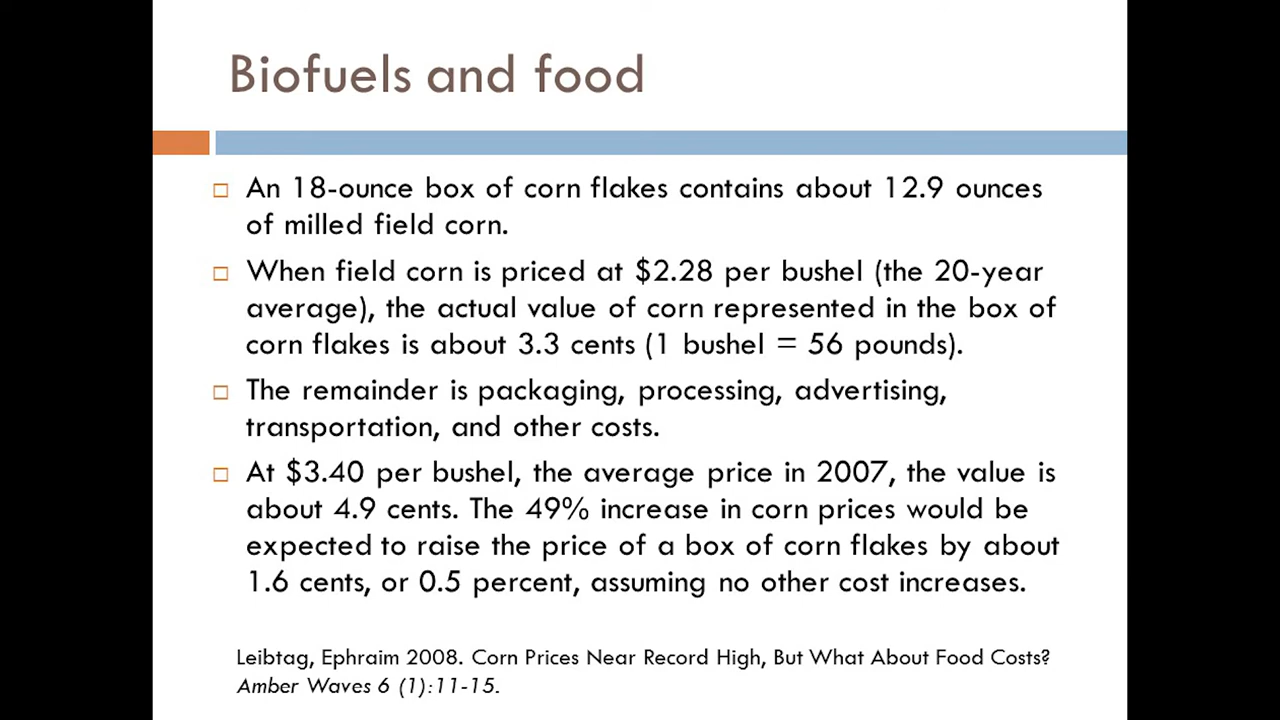 Biofuels and food
An 18-ounce box of corn flakes contains about 12.9 ounces
of milled field corn.
When field corn is priced at $2.28 per bushel (the 20-year
average), the actual value of corn represented in the box of
corn flakes is about 3.3 cents (1 bushel = 56 pounds).
The remainder is packaging, processing, advertising,
transportation, and other costs.
At $3.40 per bushel, the average price in 2007, the value is
about 4.9 cents. The 49% increase in corn prices would be
expected to raise the price of a box of corn flakes by about
1.6 cents, or 0.5 percent, assuming no other cost increases.
Leibtag, Ephraim 2008. Corn Prices Near Record High, But What About Food Costs?
Amber Waves 6 (1):11-15.